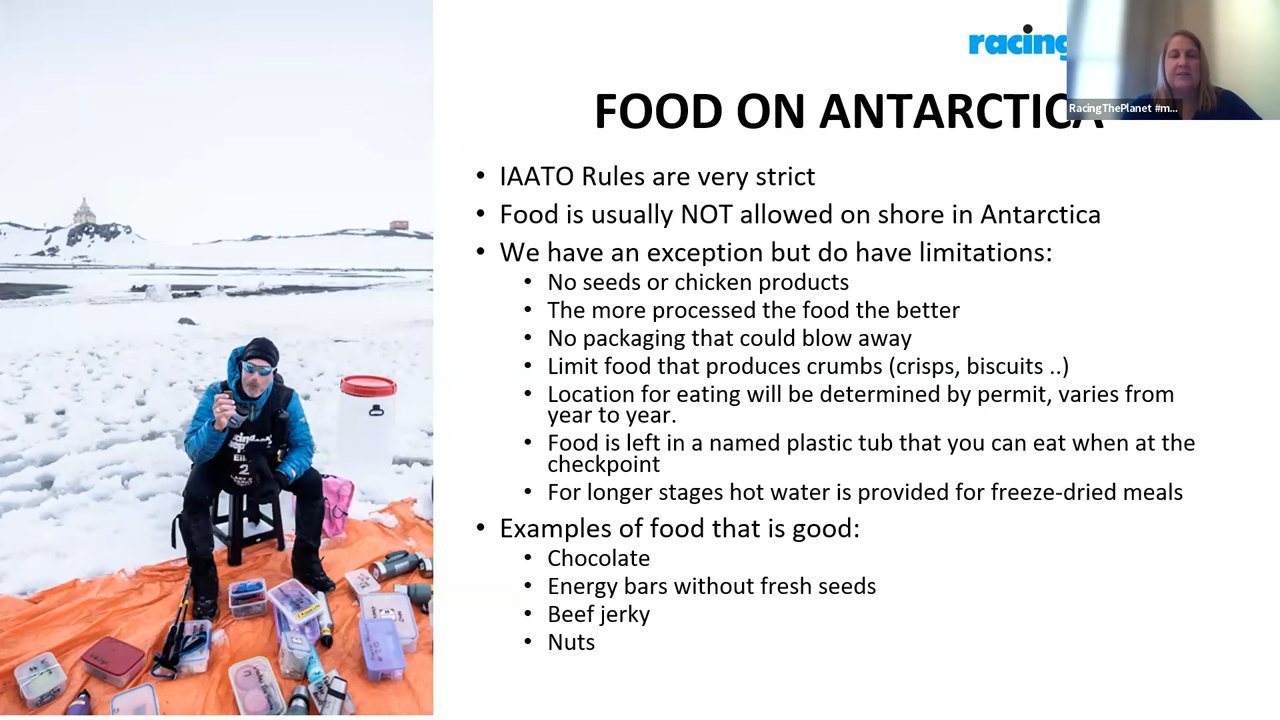 racing
RacingThePlanet #m...
FOOD ON ANTARCTICA
• IAATO Rules are very strict
• Food is usually NOT allowed on shore in Antarctica
• We have an exception but do have limitations:
• No seeds or chicken products
• The more processed the food the better
• No packaging that could blow away
• Limit food that produces crumbs (crisps, biscuits ..)
• Location for eating will be determined by permit, varies from
year to year.
• Food is left in a named plastic tub that you can eat when at the
checkpoint
• For longer stages hot water is provided for freeze-dried meals
• Examples of food that is good:
• Chocolate
• Energy bars without fresh seeds
• Beef jerky
• Nuts
2